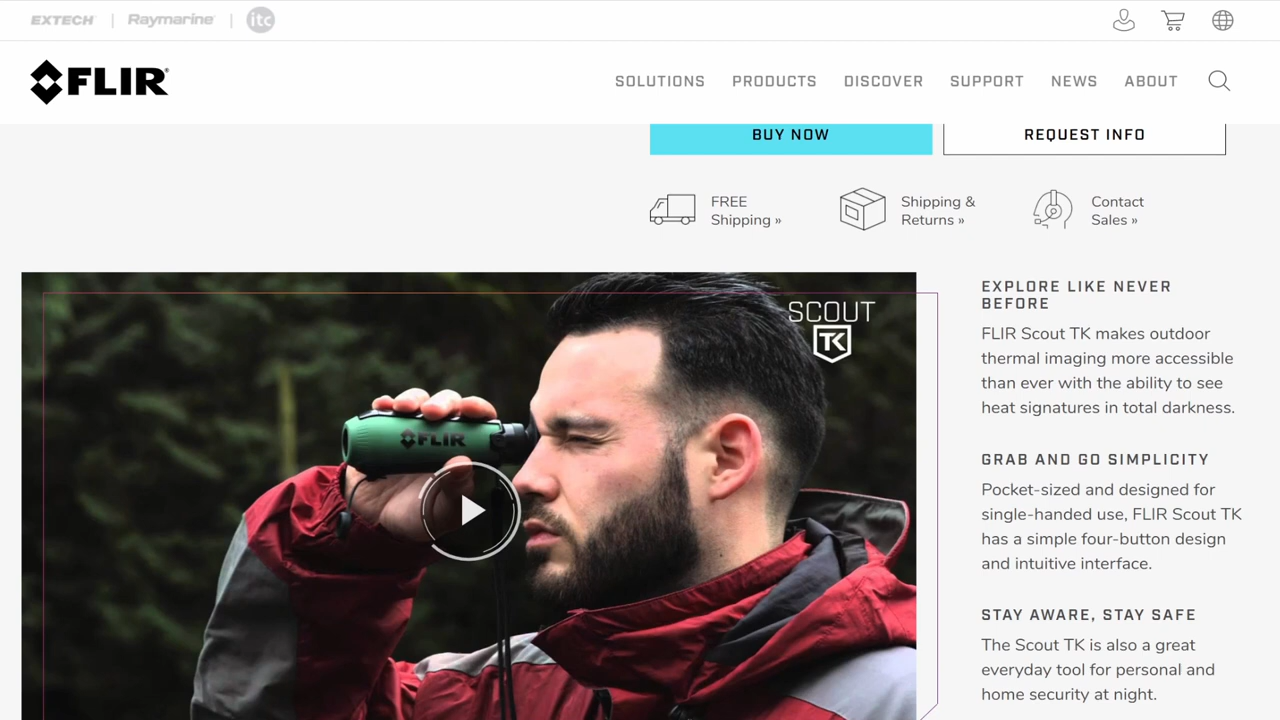 EXTECH | Raymarine | itc
FLIR
SOLUTIONS PRODUCTS DISCOVER SUPPORT NEWS ABOUT
BUY NOW REQUEST INFO
FREE
Shipping »
Shipping &
Returns »
Contact
Sales »
SCOUT
TK
FLIR
EXPLORE LIKE NEVER
BEFORE
FLIR Scout TK makes outdoor
thermal imaging more accessible
than ever with the ability to see
heat signatures in total darkness.
GRAB AND GO SIMPLICITY
Pocket-sized and designed for
single-handed use, FLIR Scout TK
has a simple four-button design
and intuitive interface.
STAY AWARE, STAY SAFE
The Scout TK is also a great
everyday tool for personal and
home security at night.